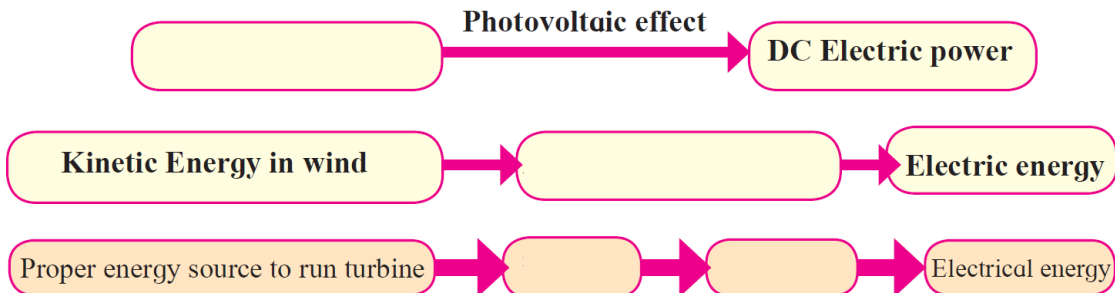 Photovoltaic effect
DC Electric power
Kinetic Energy in wind
Electric energy
Proper energy source to run turbine
Electrical energy